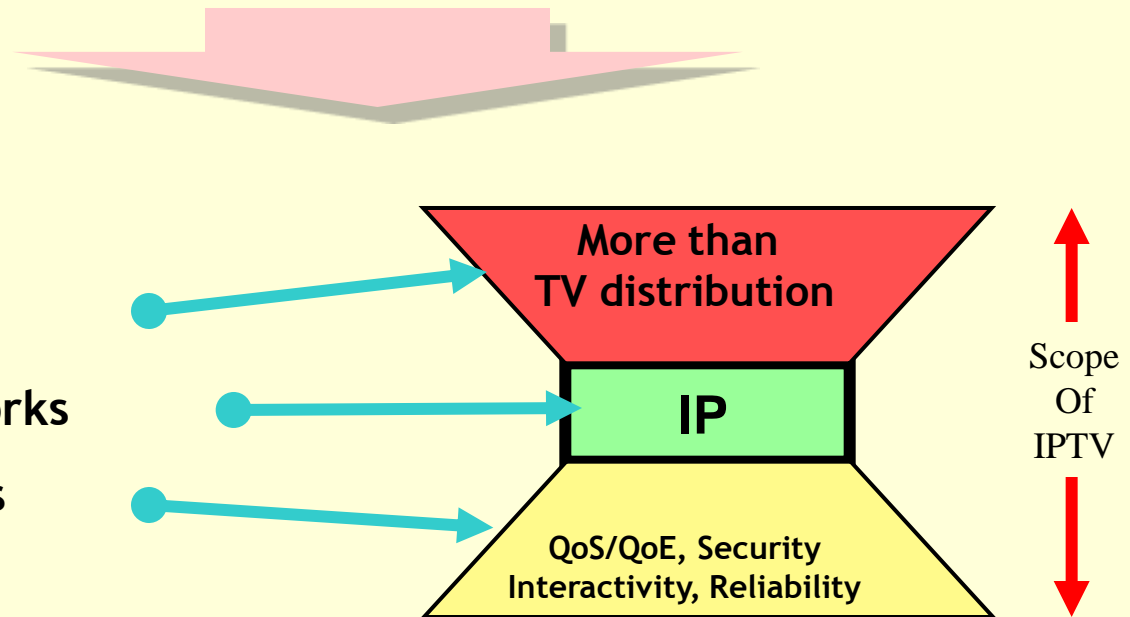 More than
TV distribution
Scope
Of
IPTV
IP
QoS/QoE, Security
Interactivity, Reliability